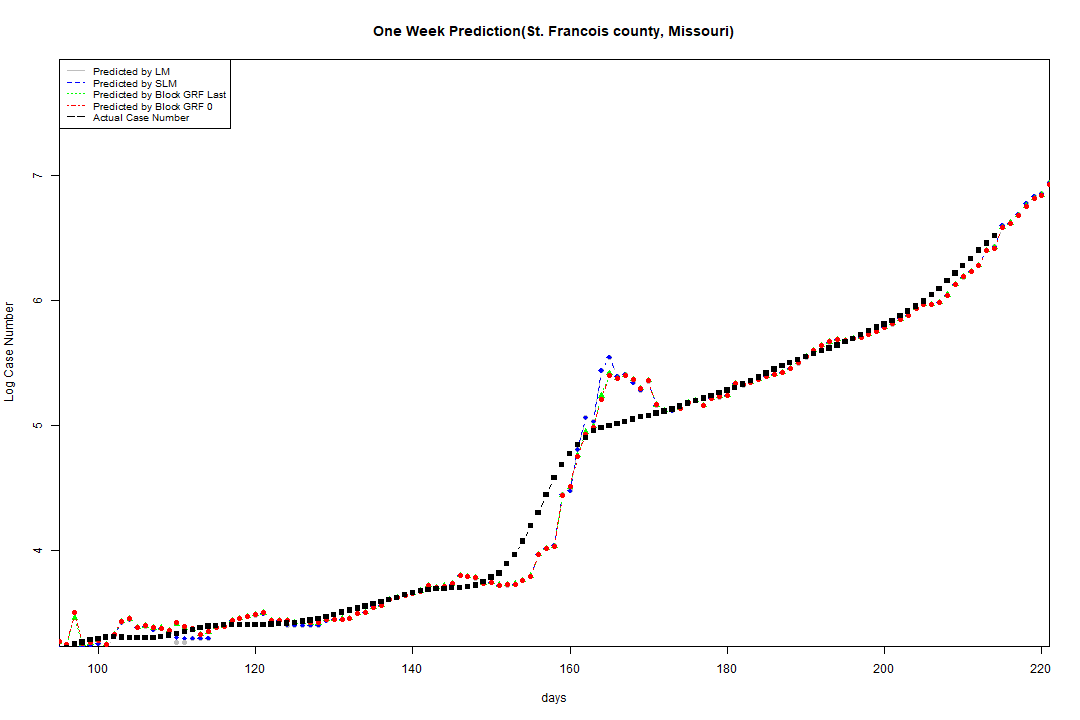 One Week Prediction(St. Francois county, Missouri)
Predicted by LM
Predicted by SLM
Predicted by Block GRF Last
Predicted by Block GRF 0
Actual Case Number
7
6
5
4
Log Case Number
100 120 140 160 180 200 220
days